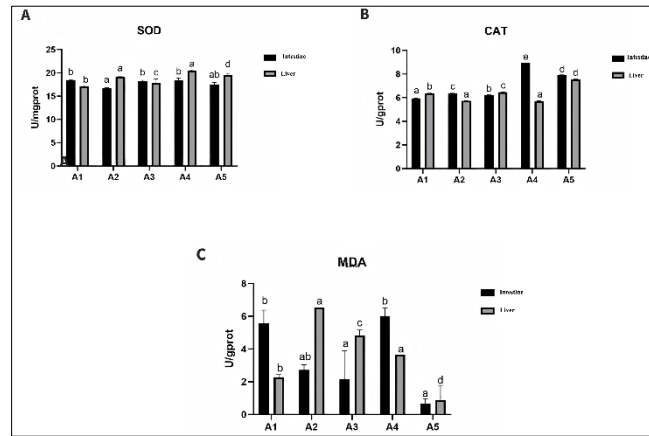 A
SOD
b b a a b c b a ab d
U/mgprot
25
20
15
10
5
0
A1 A2 A3 A4 A5
Intestine
Liver
B
CAT
a b c a b c e a d d
U/gprot
10
8
6
4
2
0
A1 A2 A3 A4 A5
Intestine
Liver
C
MDA
b b ab a a c b a a d
U/gprot
8
6
4
2
0
A1 A2 A3 A4 A5
Intestine
Liver